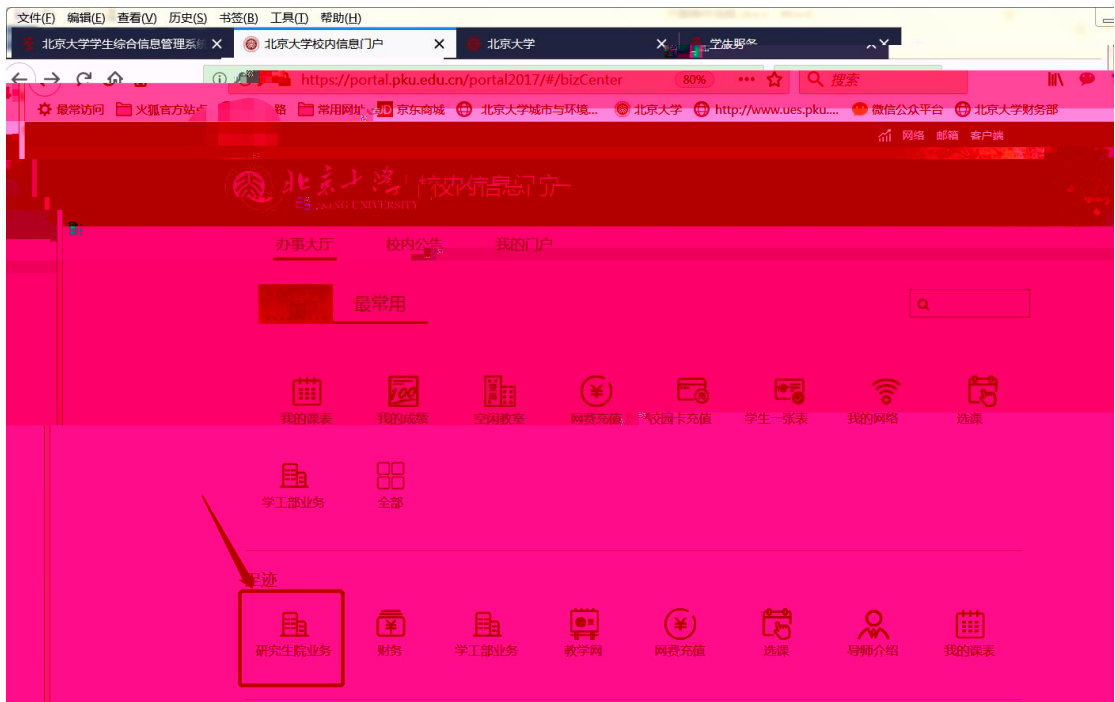 文件(F) 编辑(E) 查看(V) 历史(S) 书签(B) 工具(T) 帮助(H)
北京大学学生综合信息管理系统 北京大学校内信息门户 北京大学
https://portal.pku.edu.cn/portal2017/#/bizCenter 80% 搜索
最常访问 火狐官方站点 常用网址 JD 京东商城 北京大学城市与环境... 北京大学 http://www.ues.pku.... 微信公众平台 北京大学财务部
网络 邮箱 客户端
北京大学 校内信息门户
UNIVERSITY
办事大厅 校内公告 我的门户
最常用
我的课表 我的成绩 空闲教室 网费充值 校园卡充值 学生一张表 我的网络 选课
学工部业务 全部
足迹
研究生院业务 财务 学工部业务 教学网 网费充值 选课 导师介绍 我的课表